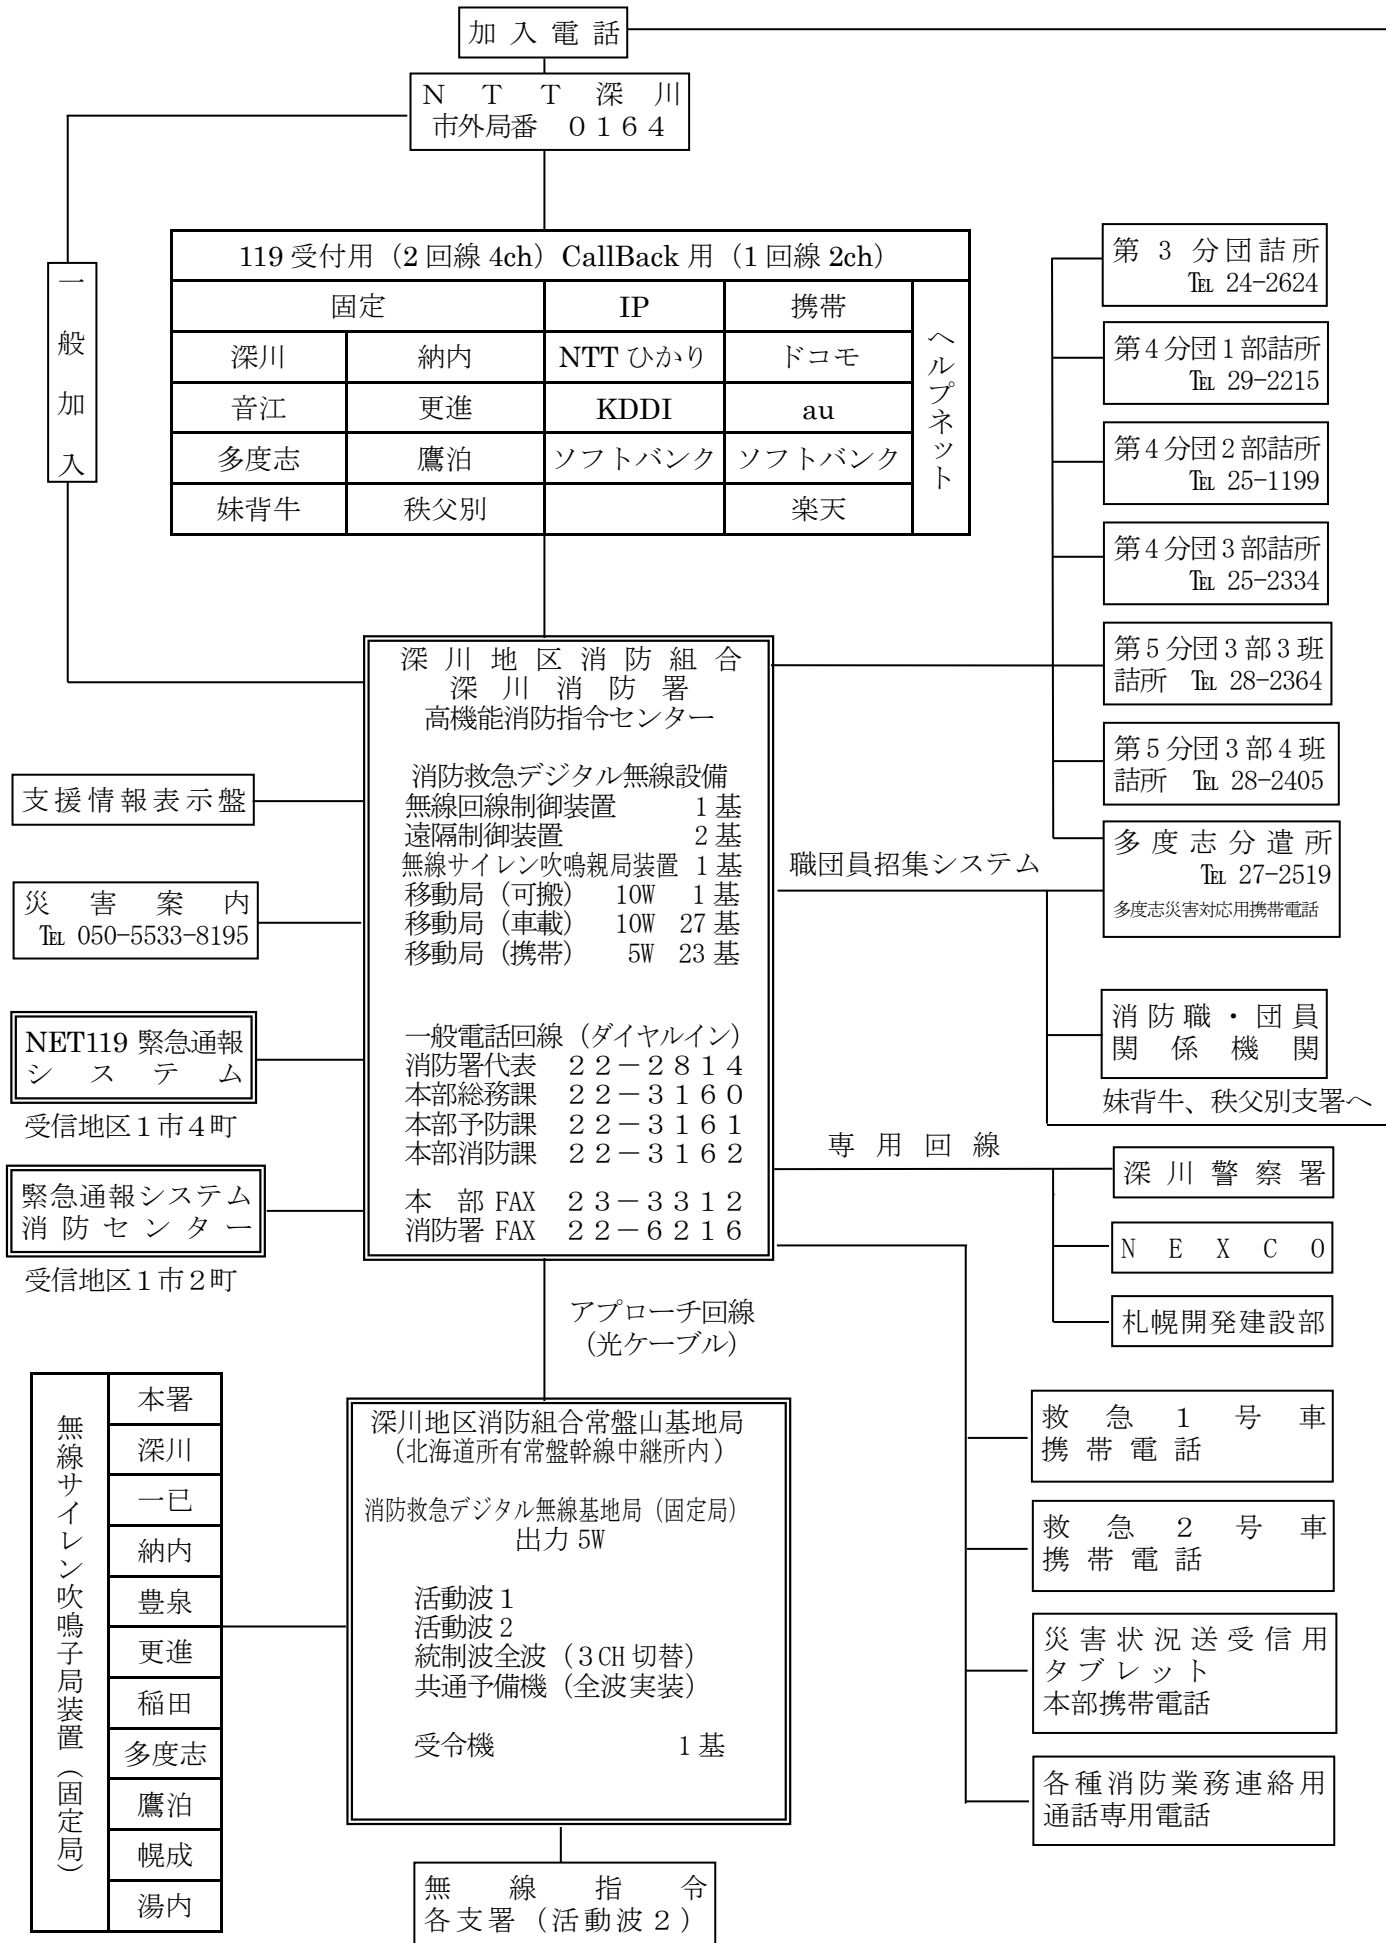 加入電話
NTT深川
市外局番 0164
一般加入
119受付用（2回線4ch）CallBack用（1回線2ch）
固定 IP 携帯 ヘルプネット
深川 納内 NTTひかり ドコモ
音江 更進 KDDI au
多度志 鷹泊 ソフトバンク ソフトバンク
妹背牛 秩父別 楽天
第3分団詰所
℡ 24-2624
第4分団1部詰所
℡ 29-2215
第4分団2部詰所
℡ 25-1199
第4分団3部詰所
℡ 25-2334
第5分団3部3班
詰所 ℡ 28-2364
第5分団3部4班
詰所 ℡ 28-2405
多度志分遣所
℡ 27-2519
多度志災害対応用携帯電話
深川地区消防組合
深川消防署
高機能消防指令センター
消防救急デジタル無線設備
無線回線制御装置 1基
遠隔制御装置 2基
無線サイレン吹鳴親局装置 1基
移動局（可搬） 10W 1基
移動局（車載） 10W 27基
移動局（携帯） 5W 23基
一般電話回線（ダイヤルイン）
消防署代表 22－2814
本部総務課 22－3160
本部予防課 22－3161
本部消防課 22－3162
本部FAX 23－3312
消防署FAX 22－6216
支援情報表示盤
災害案内
℡ 050-5533-8195
NET119緊急通報
システム
受信地区1市4町
緊急通報システム
消防センター
受信地区1市2町
職団員招集システム
消防職・団員
関係機関
妹背牛、秩父別支署へ
専用回線
深川警察署
NEXCO
札幌開発建設部
アプローチ回線
（光ケーブル）
救急1号車
携帯電話
救急2号車
携帯電話
災害状況送受信用
タブレット
本部携帯電話
各種消防業務連絡用
通話専用電話
無線サイレン吹鳴子局装置（固定局）
本署
深川
一已
納内
豊泉
更進
稲田
多度志
鷹泊
幌成
湯内
深川地区消防組合常盤山基地局
（北海道所有常盤幹線中継所内）
消防救急デジタル無線基地局（固定局）
出力5W
活動波1
活動波2
統制波全波（3CH切替）
共通予備機（全波実装）
受令機 1基
無線指令
各支署（活動波2）